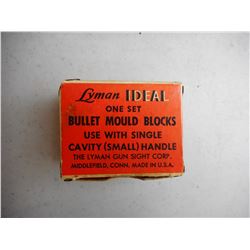 Lyman IDEAL
ONE SET
BULLET MOULD BLOCKS
USE WITH SINGLE
CAVITY (SMALL) HANDLE
THE LYMAN GUN SIGHT CORP.
MIDDLEFIELD, CONN. MADE IN U.S.A.